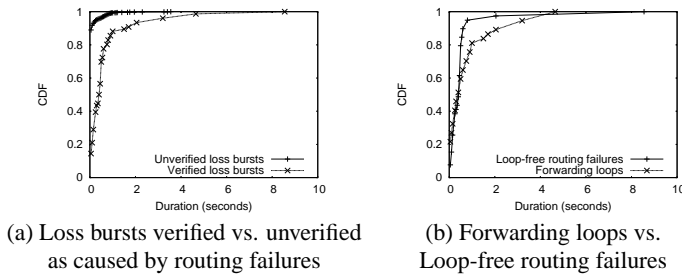 1
0.8
0.6
0.4
0.2
0
CDF
0 2 4 6 8 10
Duration (seconds)
Unverified loss bursts
Verified loss bursts
(a) Loss bursts verified vs. unverified
as caused by routing failures
1
0.8
0.6
0.4
0.2
0
CDF
0 2 4 6 8 10
Duration (seconds)
Loop-free routing failures
Forwarding loops
(b) Forwarding loops vs.
Loop-free routing failures